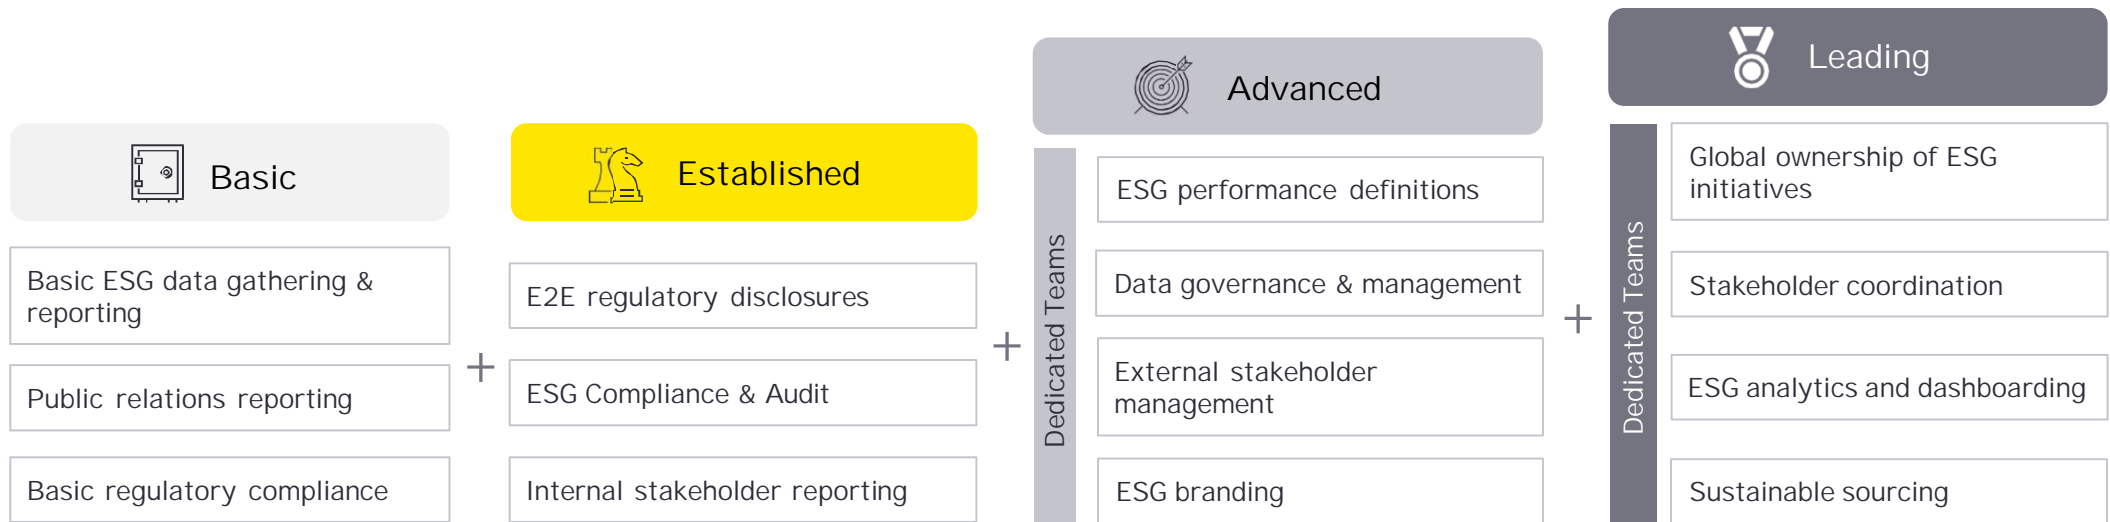 Basic
Basic ESG data gathering &
reporting
Public relations reporting
Basic regulatory compliance
+
Established
E2E regulatory disclosures
ESG Compliance & Audit
Internal stakeholder reporting
+
Advanced
Dedicated Teams
ESG performance definitions
Data governance & management
External stakeholder
management
ESG branding
+
Leading
Dedicated Teams
Global ownership of ESG
initiatives
Stakeholder coordination
ESG analytics and dashboarding
Sustainable sourcing